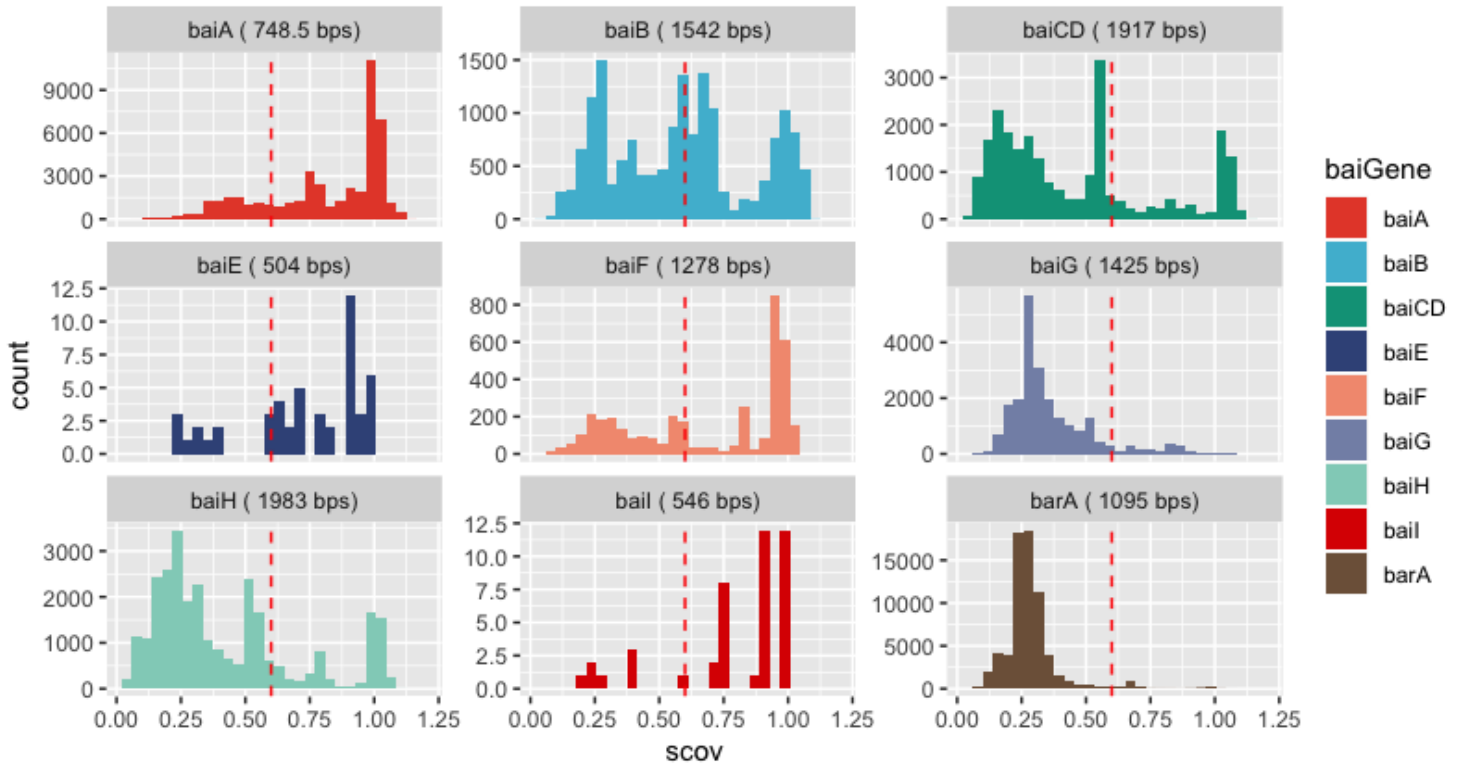 baiA ( 748.5 bps)
baiB ( 1542 bps)
baiCD ( 1917 bps)
9000
6000
3000
0
1500
1000
500
0
3000
2000
1000
0
baiE ( 504 bps)
baiF ( 1278 bps)
baiG ( 1425 bps)
12.5
10.0
7.5
5.0
2.5
0.0
800
600
400
200
0
4000
2000
0
baiH ( 1983 bps)
baiI ( 546 bps)
barA ( 1095 bps)
3000
2000
1000
0
12.5
10.0
7.5
5.0
2.5
0.0
15000
10000
5000
0
0.00 0.25 0.50 0.75 1.00 1.25
0.00 0.25 0.50 0.75 1.00 1.25
0.00 0.25 0.50 0.75 1.00 1.25
count
scov
baiGene
baiA
baiB
baiCD
baiE
baiF
baiG
baiH
baiI
barA